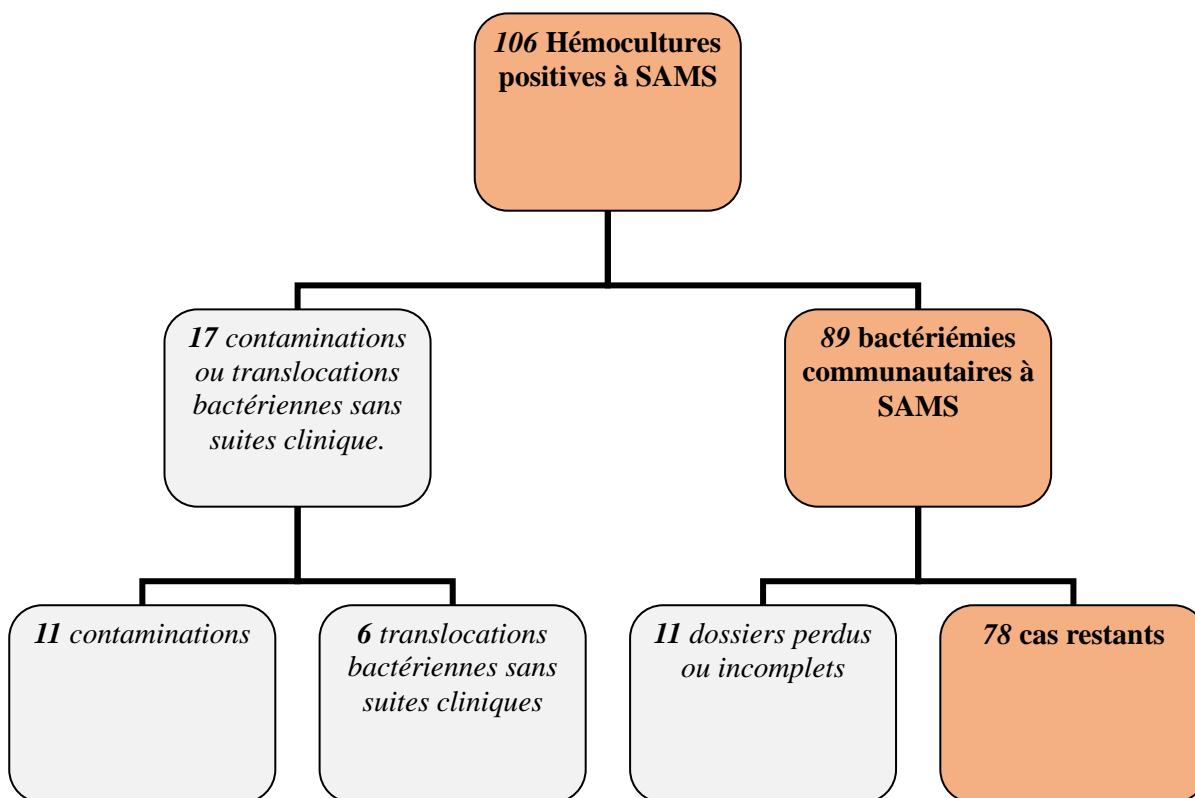 106 Hémocultures
positives à SAMS
17 contaminations
ou translocations
bactériennes sans
suites clinique.
89 bactériémies
communautaires à
SAMS
11 contaminations
6 translocations
bactériennes sans
suites cliniques
11 dossiers perdus
ou incomplets
78 cas restants